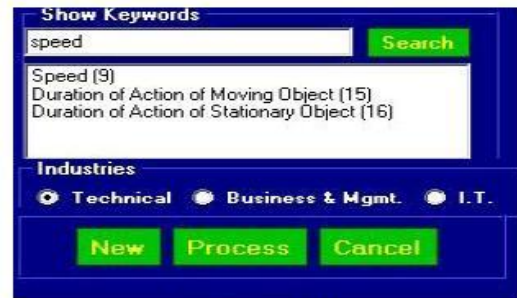 Show Keywords
speed Search
Speed (9)
Duration of Action of Moving Object (15)
Duration of Action of Stationary Object (16)
Industries
Technical Business & Mgmt. I.T.
New Process Cancel